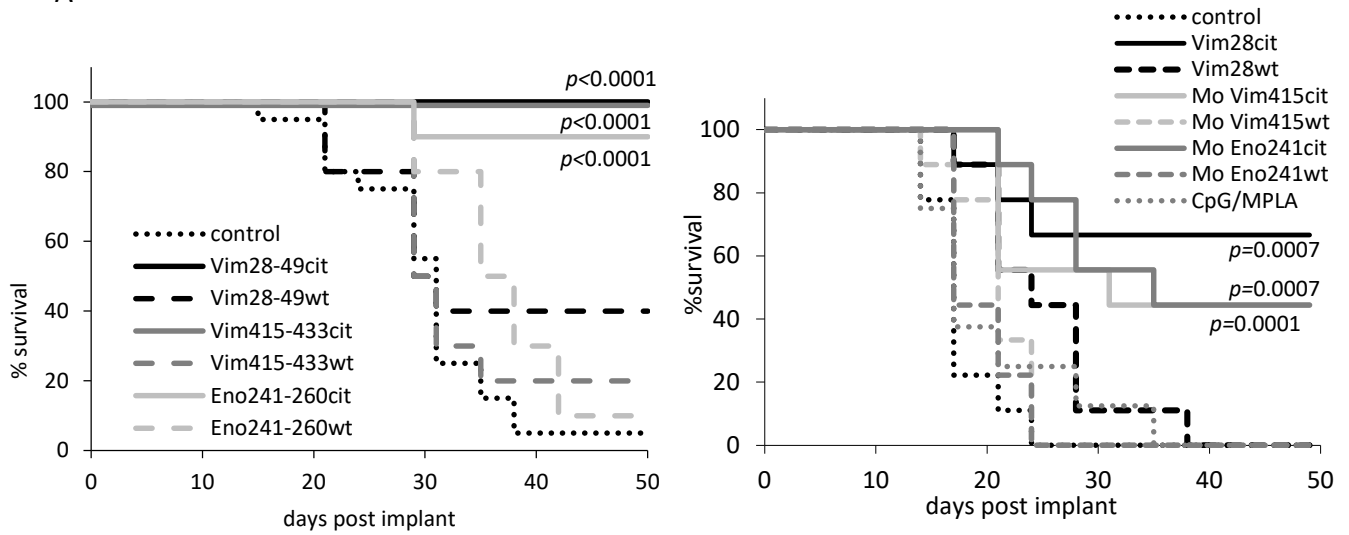 p<0.0001
p<0.0001
p<0.0001
100
80
60
40
20
0
% survival
control
Vim28-49cit
Vim28-49wt
Vim415-433cit
Vim415-433wt
Eno241-260cit
Eno241-260wt
0 10 20 30 40 50
days post implant
control
Vim28cit
Vim28wt
Mo Vim415cit
Mo Vim415wt
Mo Eno241cit
Mo Eno241wt
CpG/MPLA
100
80
60
40
20
0
%survival
p=0.0007
p=0.0007
p=0.0001
0 10 20 30 40 50
days post implant